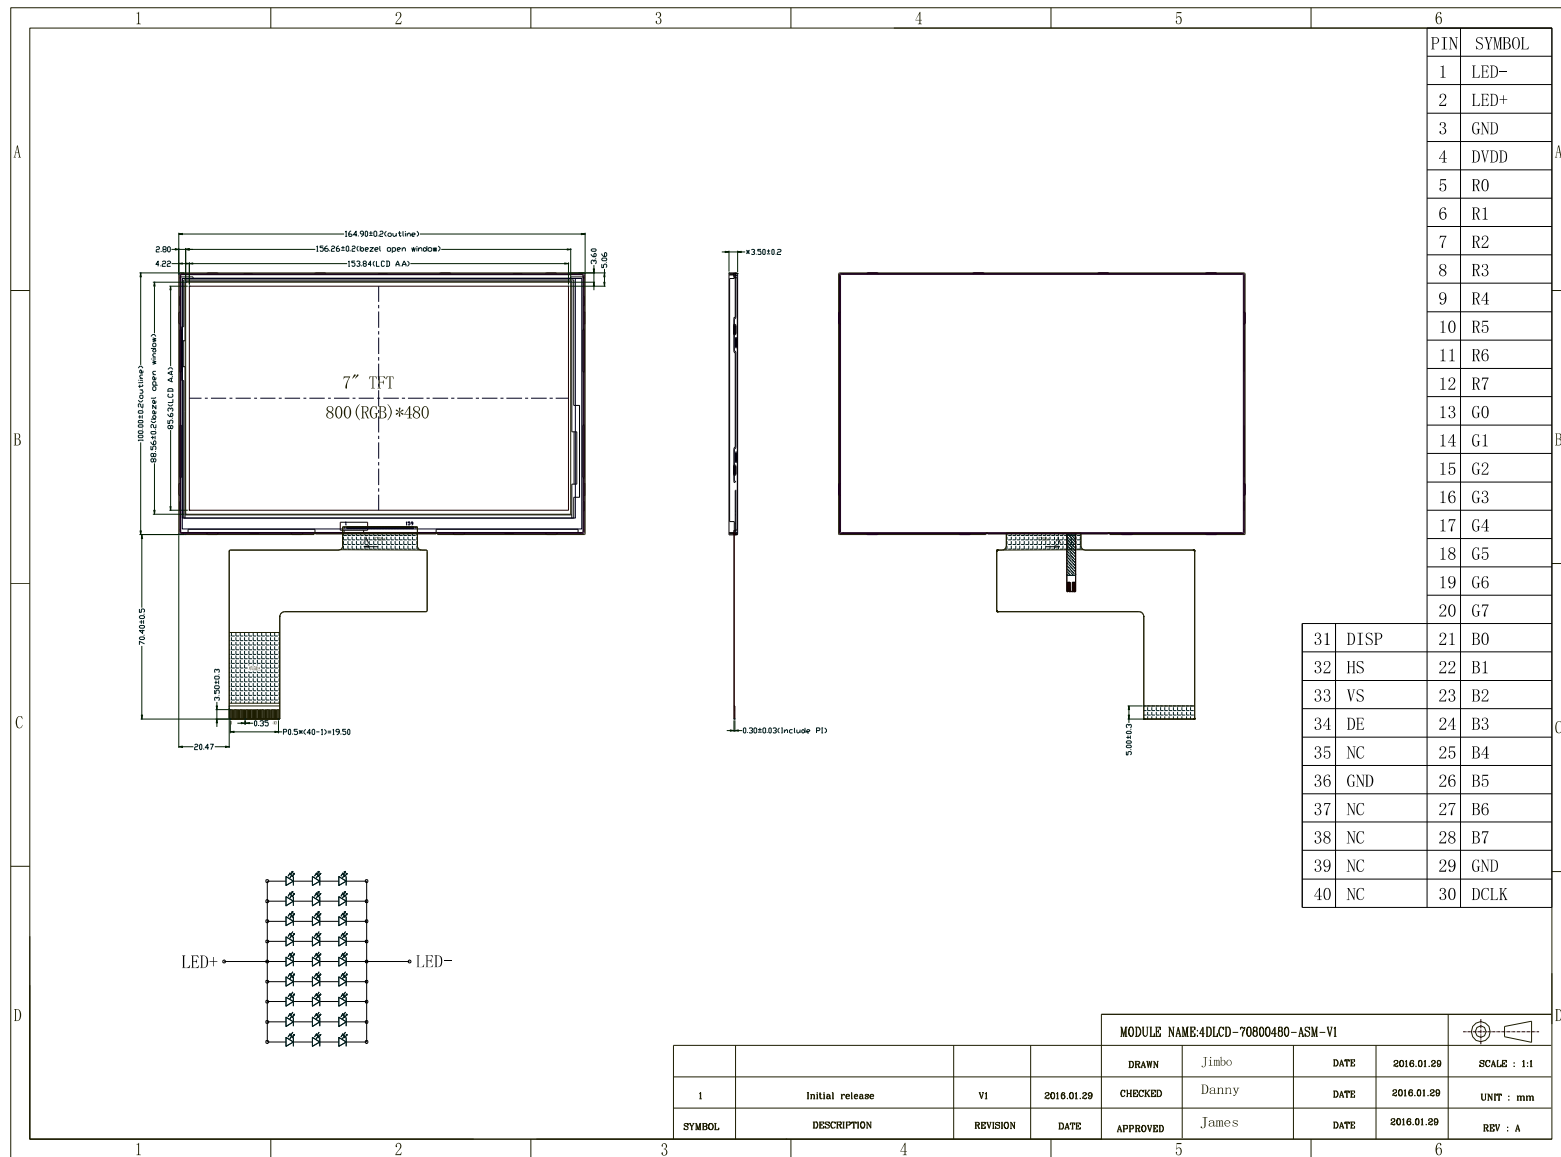 1 2 3 4 5 6
PIN SYMBOL
1 LED-
2 LED+
3 GND
4 DVDD
5 R0
6 R1
7 R2
8 R3
9 R4
10 R5
11 R6
12 R7
13 G0
14 G1
15 G2
16 G3
17 G4
18 G5
19 G6
20 G7
31 DISP 21 B0
32 HS 22 B1
33 VS 23 B2
34 DE 24 B3
35 NC 25 B4
36 GND 26 B5
37 NC 27 B6
38 NC 28 B7
39 NC 29 GND
40 NC 30 DCLK
A A
B B
C C
D D
164.90±0.2(outline)
2.80 156.26±0.2(bezel open window)
4.22 153.84(LCD A.A)
3.60
5.06
100.00±0.2(outline)
88.56±0.2(bezel open window)
85.63(LCD A.A)
7" TFT
800(RGB)*480
*3.50±0.2
70.40±0.5
3.50±0.3
0.35
P0.5*(40-1)=19.50
20.47
0.30±0.03(Include PI)
5.00±0.3
LED+ LED-
MODULE NAME:4DLCD-70800480-ASM-V1
DRAWN Jimbo DATE 2016.01.29 SCALE : 1:1
1 Initial release V1 2016.01.29 CHECKED Danny DATE 2016.01.29 UNIT : mm
SYMBOL DESCRIPTION REVISION DATE APPROVED James DATE 2016.01.29 REV : A
1 2 3 4 5 6